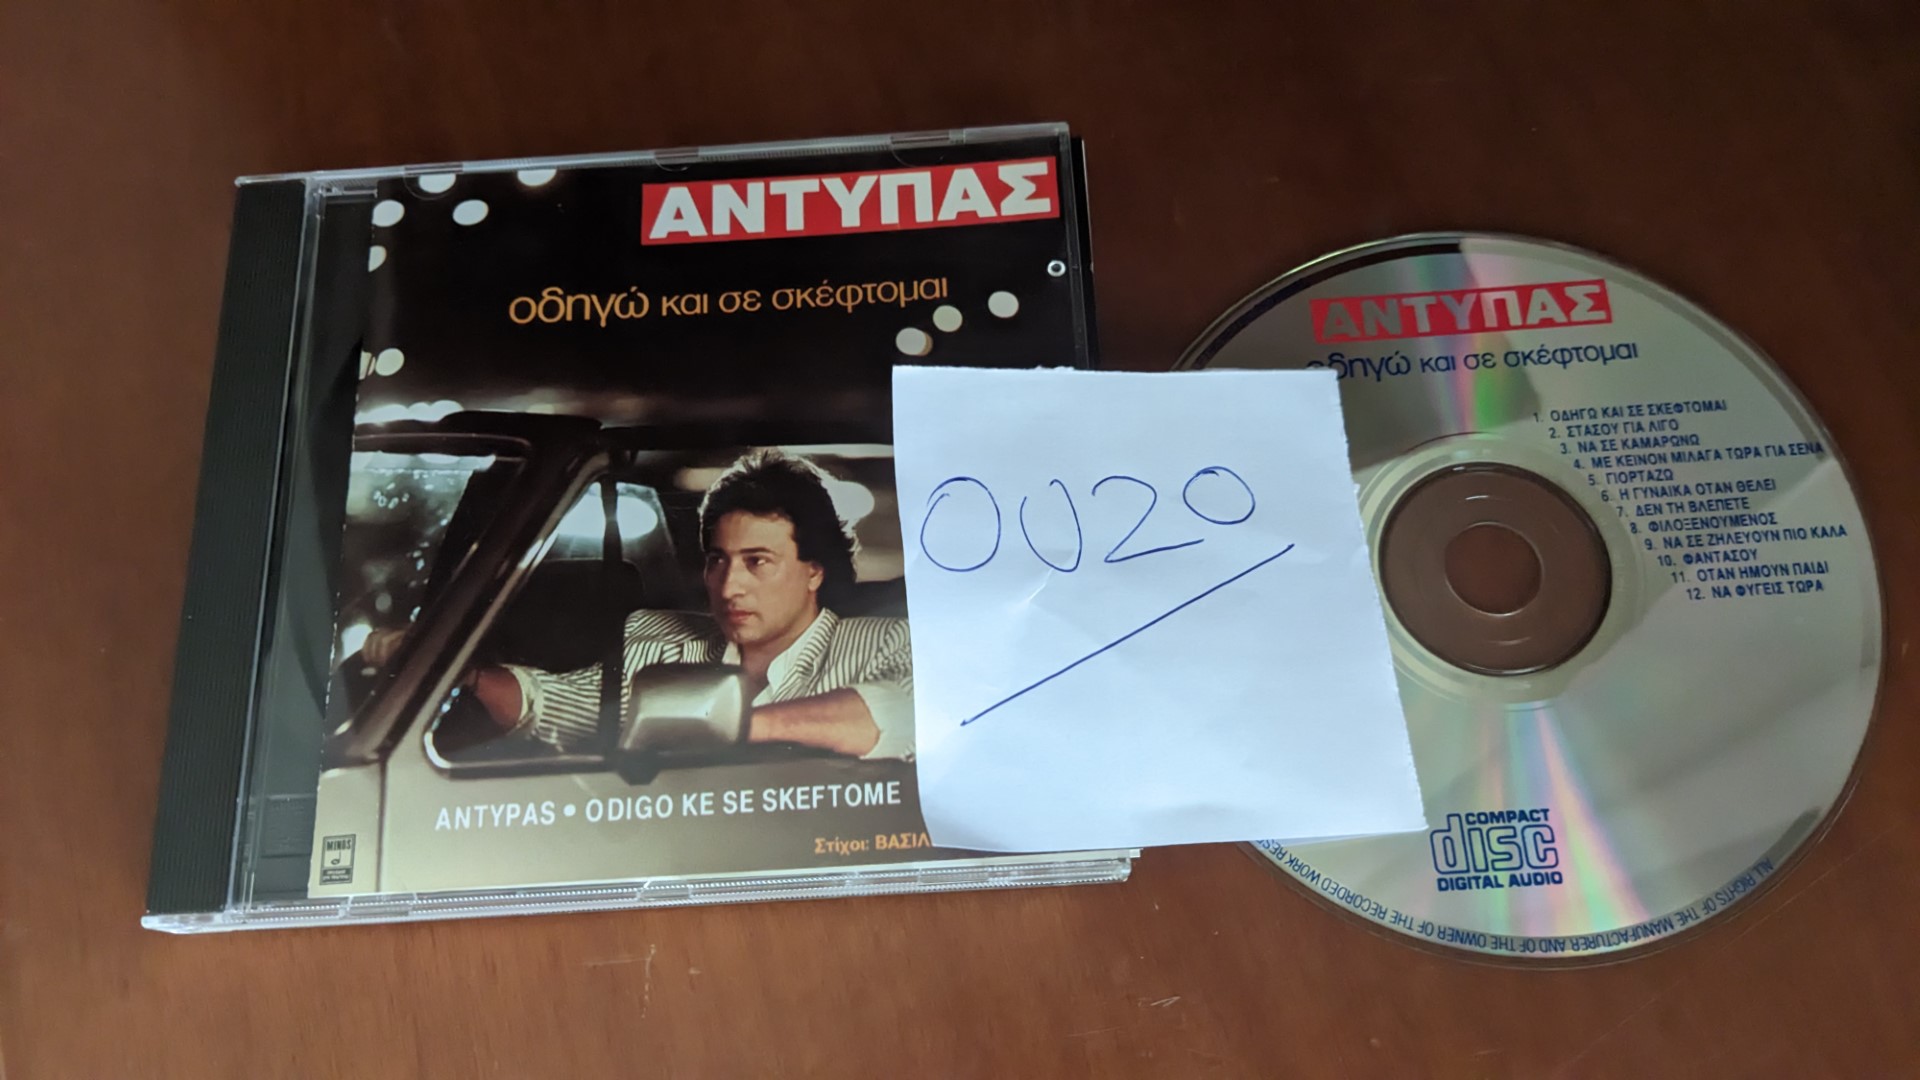 ΑΝΤΥΠΑΣ
οδηγώ και σε σκέφτομαι
ANTYPAS • ODIGO KE SE SKEFTOME
Στίχοι:
MINOS
OUZO
ΑΝΤΥΠΑΣ
οδηγώ και σε σκέφτομαι
1. ΟΔΗΓΩ ΚΑΙ ΣΕ ΣΚΕΦΤΟΜΑΙ
2. ΣΤΑΣΟΥ ΓΙΑ ΛΙΓΟ
3. ΝΑ ΣΕ ΚΑΜΑΡΩΝΩ
4. ΜΕ ΚΕΙΝΟΝ ΜΙΛΑΓΑ ΤΩΡΑ ΓΙΑ ΣΕΝΑ
5. ΓΙΟΡΤΑΖΩ
6. Η ΓΥΝΑΙΚΑ ΟΤΑΝ ΘΕΛΕΙ
7. ΔΕΝ ΤΗ ΒΛΕΠΕΤΕ
8. ΦΙΛΟΞΕΝΟΥΜΕΝΟΣ
9. ΝΑ ΣΕ ΖΗΛΕΥΟΥΝ ΠΙΟ ΚΑΛΑ
10. ΦΑΝΤΑΣΟΥ
11. ΟΤΑΝ ΗΜΟΥΝ ΠΑΙΔΙ
12. ΝΑ ΦΥΓΕΙΣ ΤΩΡΑ
COMPACT
disc
DIGITAL AUDIO
ALL RIGHTS OF THE MANUFACTURER AND OF THE OWNER OF THE RECORDED WORK